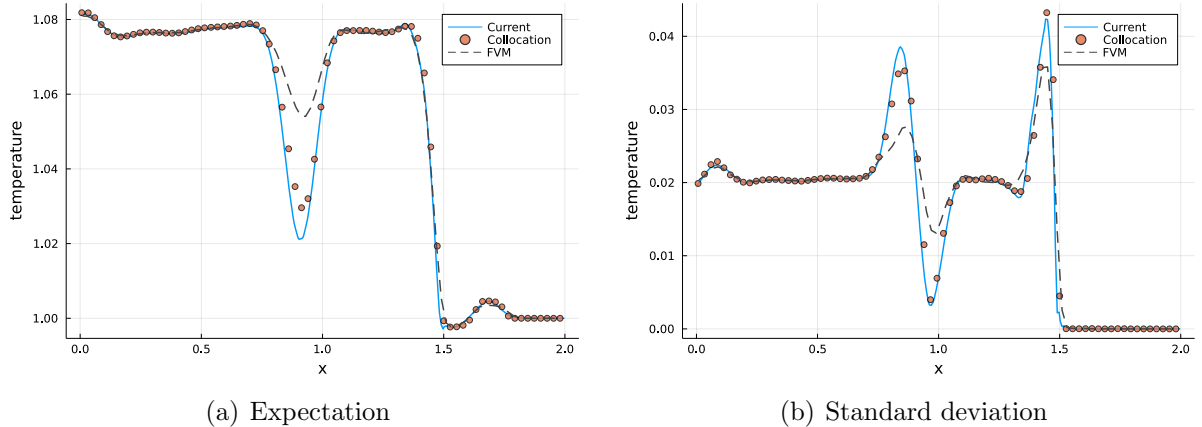 1.08
1.06
1.04
1.02
1.00
temperature
0.0
0.5
1.0
1.5
2.0
x
Current
Collocation
FVM
(a) Expectation
0.04
0.03
0.02
0.01
0.00
temperature
0.0
0.5
1.0
1.5
2.0
x
Current
Collocation
FVM
(b) Standard deviation